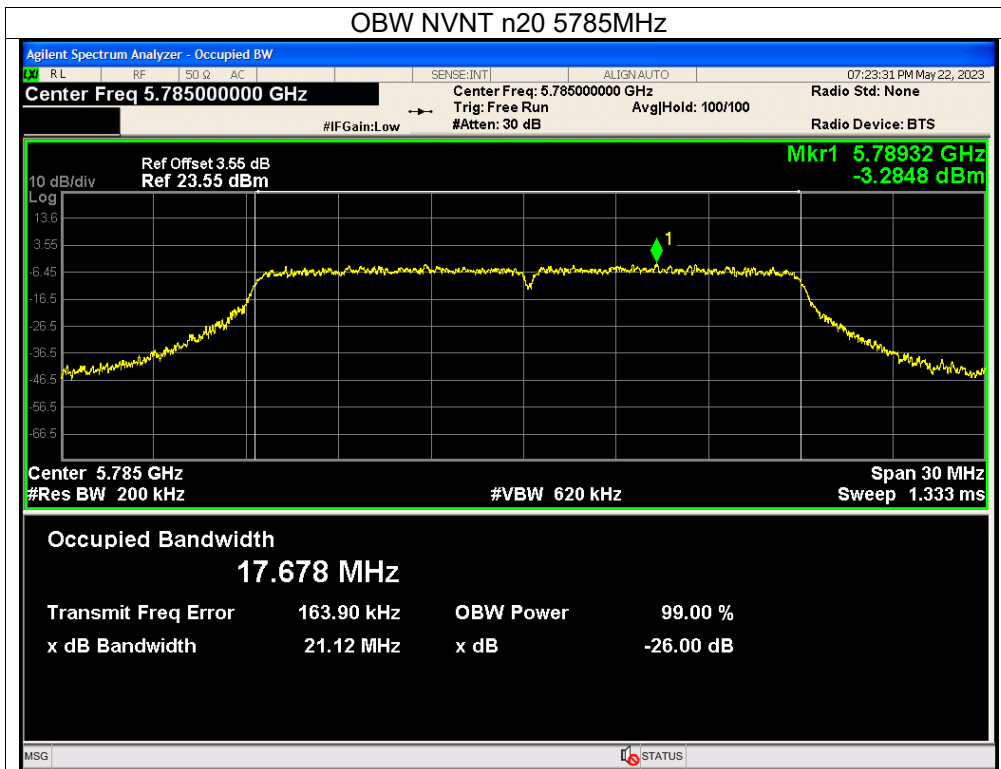 OBW NVNT n20 5785MHz
Agilent Spectrum Analyzer - Occupied BW
LXI RL RF 50 Ω AC SENSE:INT ALIGNAUTO 07:23:31 PM May 22, 2023
Center Freq 5.785000000 GHz Center Freq: 5.785000000 GHz Radio Std: None
Trig: Free Run Avg|Hold: 100/100
#IFGain:Low #Atten: 30 dB Radio Device: BTS
Mkr1 5.78932 GHz
-3.2848 dBm
Ref Offset 3.55 dB
10 dB/div Ref 23.55 dBm
Log
13.6
3.55
-6.45
-16.5
-26.5
-36.5
-46.5
-56.5
-66.5
1
Center 5.785 GHz Span 30 MHz
#Res BW 200 kHz #VBW 620 kHz Sweep 1.333 ms
Occupied Bandwidth
17.678 MHz
Transmit Freq Error 163.90 kHz OBW Power 99.00 %
x dB Bandwidth 21.12 MHz x dB -26.00 dB
MSG STATUS